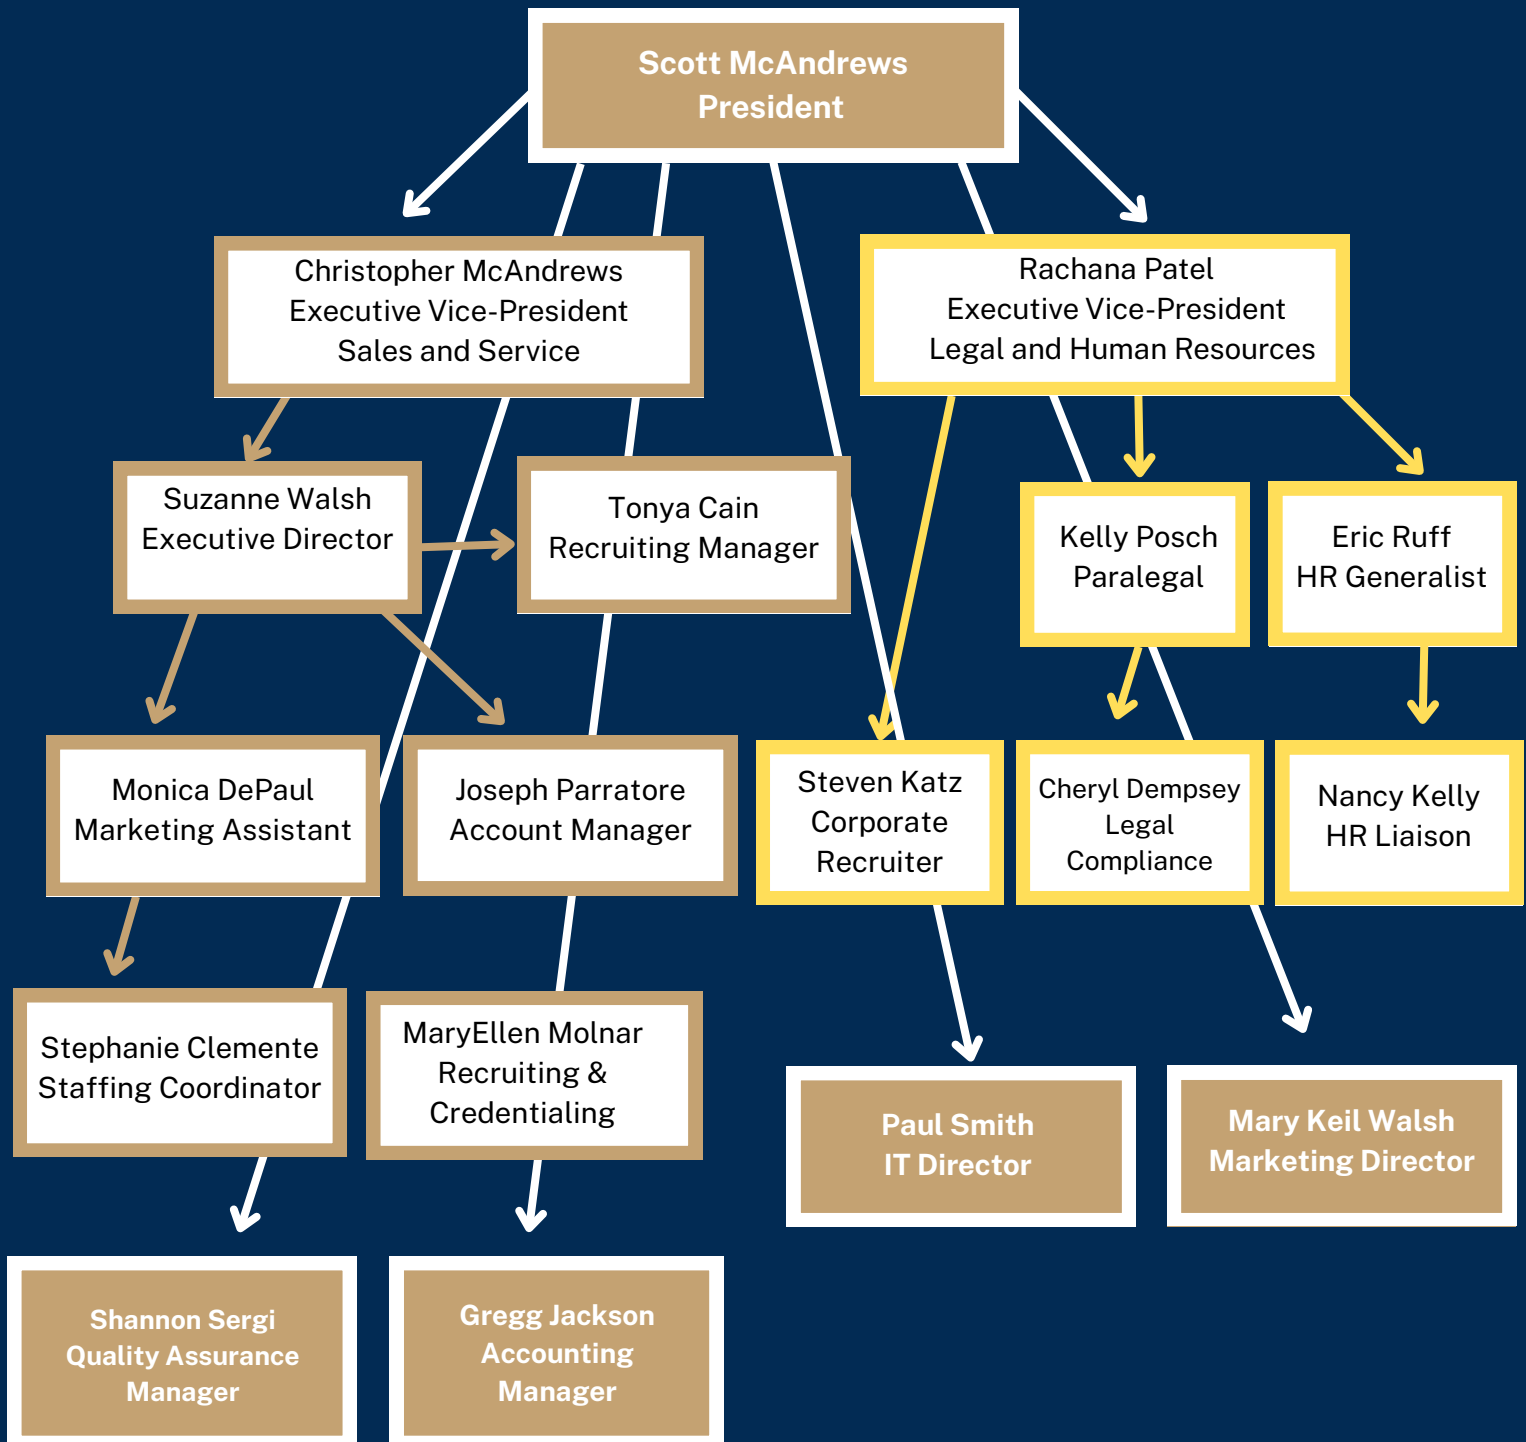 Scott McAndrews
President
Christopher McAndrews
Executive Vice-President
Sales and Service
Rachana Patel
Executive Vice-President
Legal and Human Resources
Suzanne Walsh
Executive Director
Tonya Cain
Recruiting Manager
Kelly Posch
Paralegal
Eric Ruff
HR Generalist
Monica DePaul
Marketing Assistant
Joseph Parratore
Account Manager
Steven Katz
Corporate
Recruiter
Cheryl Dempsey
Legal
Compliance
Nancy Kelly
HR Liaison
Stephanie Clemente
Staffing Coordinator
MaryEllen Molnar
Recruiting &
Credentialing
Paul Smith
IT Director
Mary Keil Walsh
Marketing Director
Shannon Sergi
Quality Assurance
Manager
Gregg Jackson
Accounting
Manager